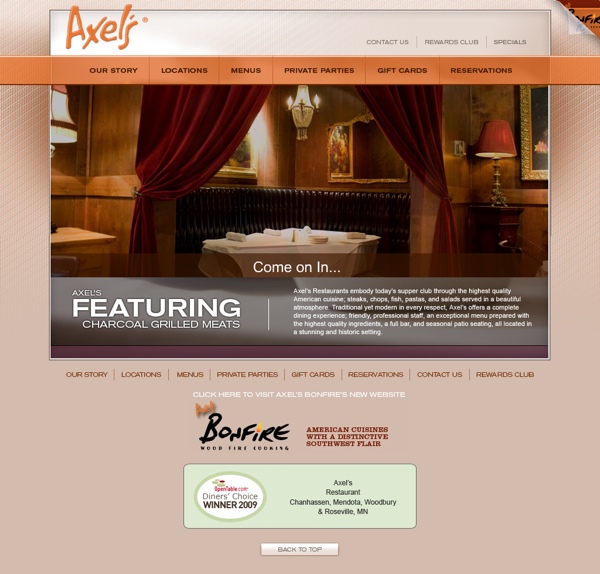 Axel's®
BONFIRE
CONTACT US
REWARDS CLUB
SPECIALS
OUR STORY
LOCATIONS
MENUS
PRIVATE PARTIES
GIFT CARDS
RESERVATIONS
Come on In...
AXEL'S
FEATURING
CHARCOAL GRILLED MEATS
Axel's Restaurants embody today's supper club through the highest quality
American cuisine; steaks, chops, fish, pastas, and salads served in a beautiful
atmosphere. Traditional yet modern in every respect, Axel's offers a complete
dining experience; friendly, professional staff, an exceptional menu prepared with
the highest quality ingredients, a full bar, and seasonal patio seating, all located in
a stunning and historic setting.
OUR STORY
LOCATIONS
MENUS
PRIVATE PARTIES
GIFT CARDS
RESERVATIONS
CONTACT US
REWARDS CLUB
CLICK HERE TO VISIT AXEL'S BONFIRE'S NEW WEBSITE
Axel's
BONFIRE
WOOD FIRE COOKING
AMERICAN CUISINES
WITH A DISTINCTIVE
SOUTHWEST FLAIR
OpenTable.com
Diners' Choice
WINNER 2009
Axel's
Restaurant
Chanhassen, Mendota, Woodbury
& Roseville, MN
BACK TO TOP